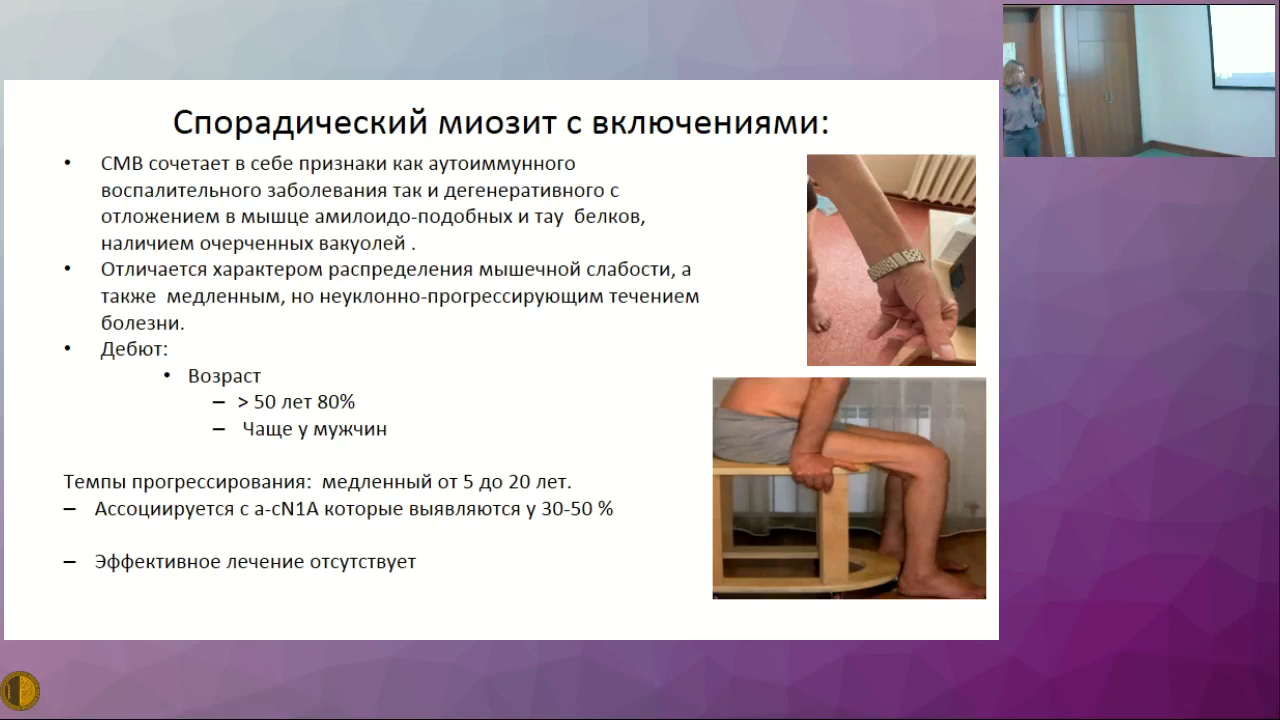 Спорадический миозит с включениями:
• СМВ сочетает в себе признаки как аутоиммунного
воспалительного заболевания так и дегенеративного с
отложением в мышце амилоидо-подобных и тау белков,
наличием очерченных вакуолей .
• Отличается характером распределения мышечной слабости, а
также медленным, но неуклонно-прогрессирующим течением
болезни.
• Дебют:
• Возраст
– > 50 лет 80%
– Чаще у мужчин
Темпы прогрессирования: медленный от 5 до 20 лет.
– Ассоциируется с a-cN1A которые выявляются у 30-50 %
– Эффективное лечение отсутствует